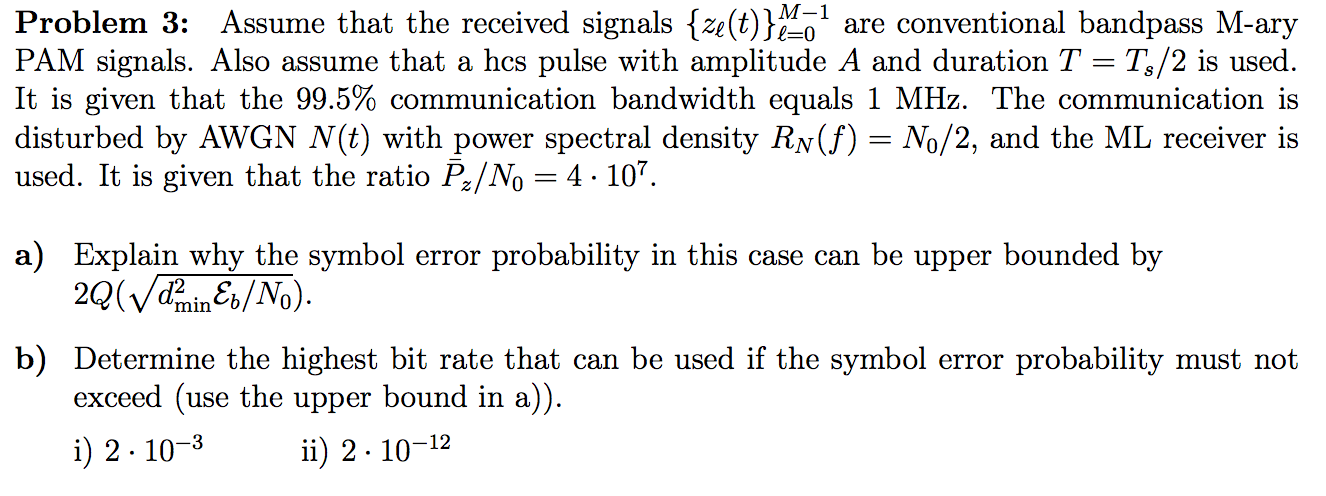 Problem 3: Assume that the received signals $\{z_\ell(t)\}_{\ell=0}^{M-1}$ are conventional bandpass M-ary
PAM signals. Also assume that a hcs pulse with amplitude $A$ and duration $T = T_s/2$ is used.
It is given that the 99.5% communication bandwidth equals 1 MHz. The communication is
disturbed by AWGN $N(t)$ with power spectral density $R_N(f) = N_0/2$, and the ML receiver is
used. It is given that the ratio $\bar{P}_z/N_0 = 4 \cdot 10^7$.
a) Explain why the symbol error probability in this case can be upper bounded by
$2Q(\sqrt{d_{\min}^2 \mathcal{E}_b/N_0})$.
b) Determine the highest bit rate that can be used if the symbol error probability must not
exceed (use the upper bound in a)).
i) $2 \cdot 10^{-3}$ ii) $2 \cdot 10^{-12}$